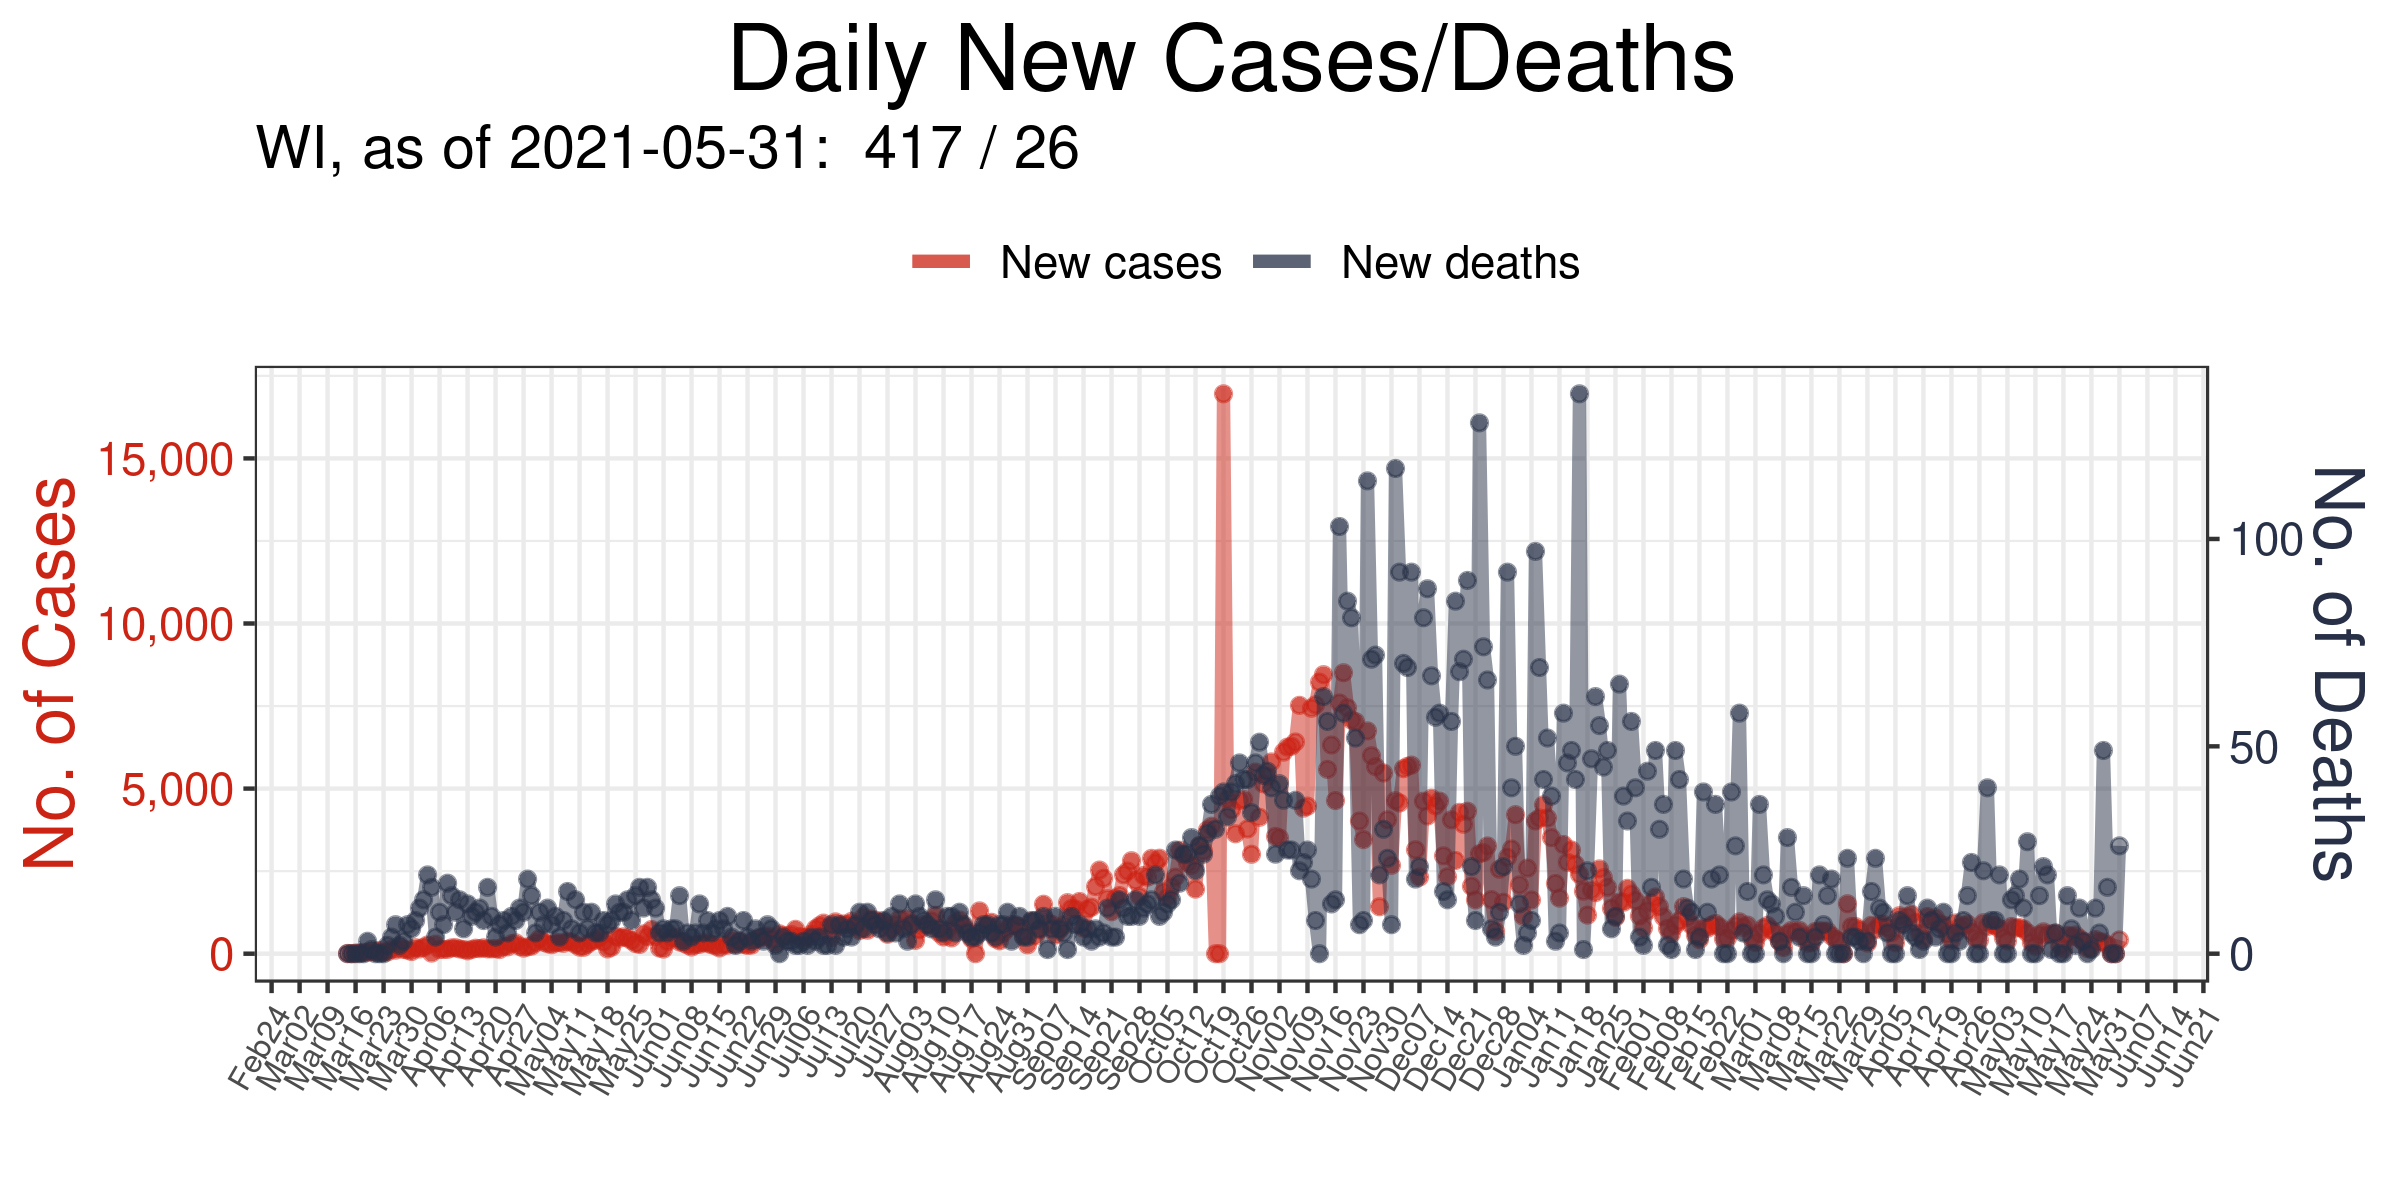 Daily New Cases/Deaths
WI, as of 2021-05-31:  417 / 26
New cases
New deaths
No. of Cases
15,000
10,000
5,000
0
100
50
0
No. of Deaths
Feb24
Mar02
Mar09
Mar16
Mar23
Mar30
Apr06
Apr13
Apr20
Apr27
May04
May11
May18
May25
Jun01
Jun08
Jun15
Jun22
Jun29
Jul06
Jul13
Jul20
Jul27
Aug03
Aug10
Aug17
Aug24
Aug31
Sep07
Sep14
Sep21
Sep28
Oct05
Oct12
Oct19
Oct26
Nov02
Nov09
Nov16
Nov23
Nov30
Dec07
Dec14
Dec21
Dec28
Jan04
Jan11
Jan18
Jan25
Feb01
Feb08
Feb15
Feb22
Mar01
Mar08
Mar15
Mar22
Mar29
Apr05
Apr12
Apr19
Apr26
May03
May10
May17
May24
May31
Jun07
Jun14
Jun21